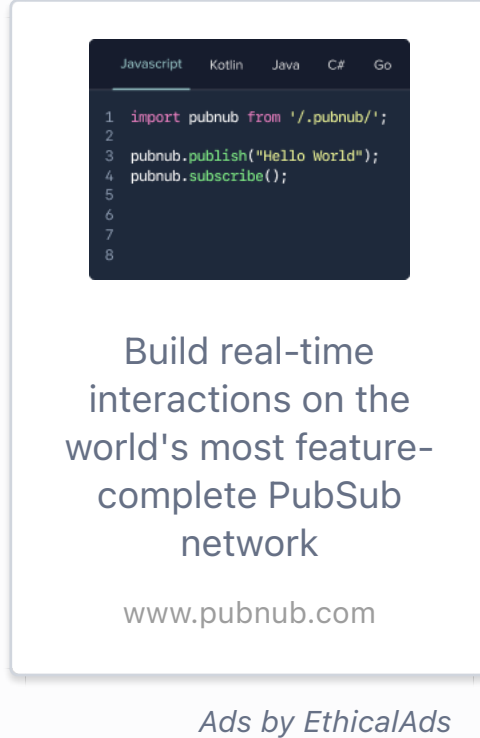 Javascript Kotlin Java C# Go
1 import pubnub from '/.pubnub/';
2
3 pubnub.publish("Hello World");
4 pubnub.subscribe();
5
6
7
8
Build real-time
interactions on the
world's most feature-
complete PubSub
network
www.pubnub.com
Ads by EthicalAds